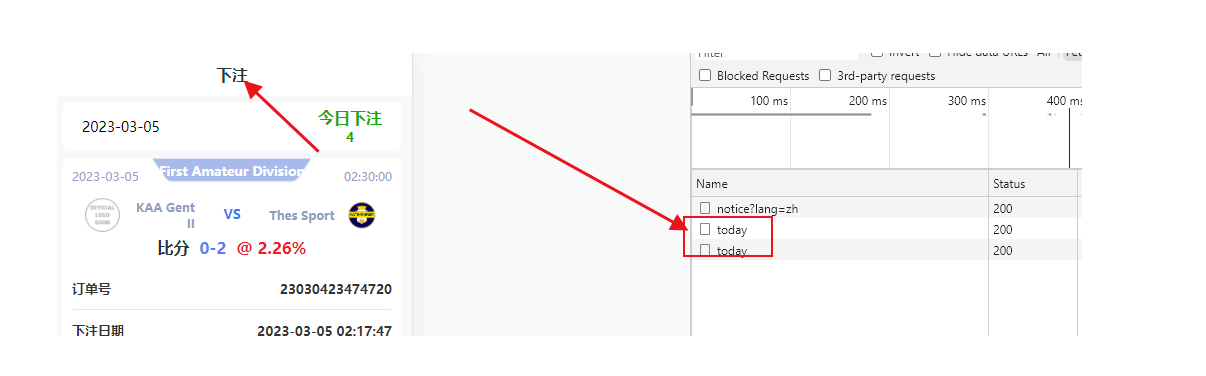 下注
2023-03-05
今日下注
4
2023-03-05
First Amateur Division
02:30:00
OFFICIAL
LOGO
SOON
KAA Gent
II
VS
Thes Sport
比分 0-2 @ 2.26%
订单号
23030423474720
下注日期
2023-03-05 02:17:47
Filter
Invert
Hide data URLs
All
Blocked Requests
3rd-party requests
100 ms
200 ms
300 ms
400 ms
Name
Status
notice?lang=zh
200
today
200
today
200